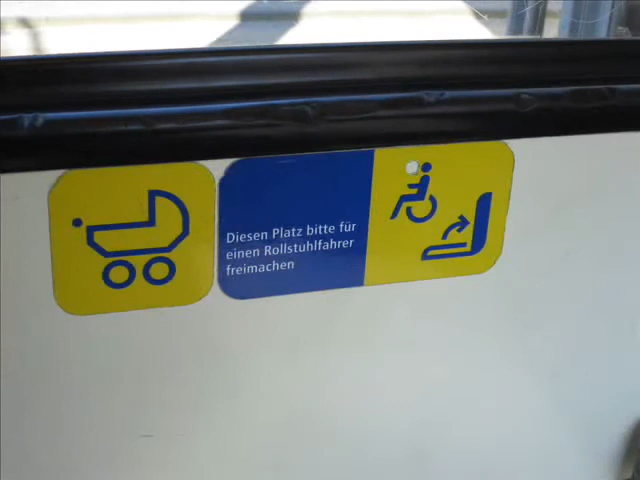 Diesen Platz bitte für
einen Rollstuhlfahrer
freimachen